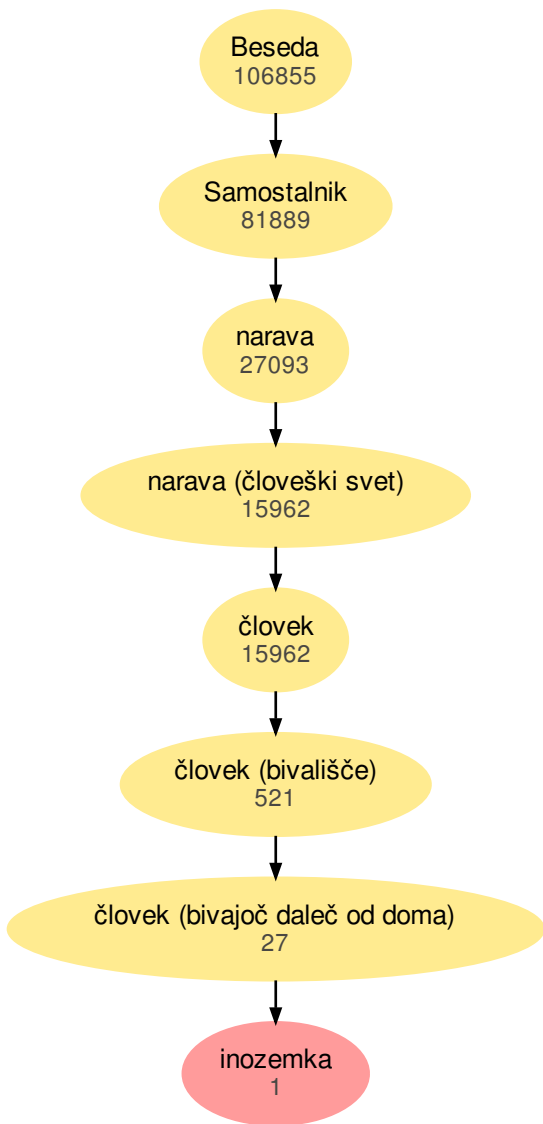 Beseda
106855
Samostalnik
81889
narava
27093
narava (človeški svet)
15962
človek
15962
človek (bivališče)
521
človek (bivajoč daleč od doma)
27
inozemka
1